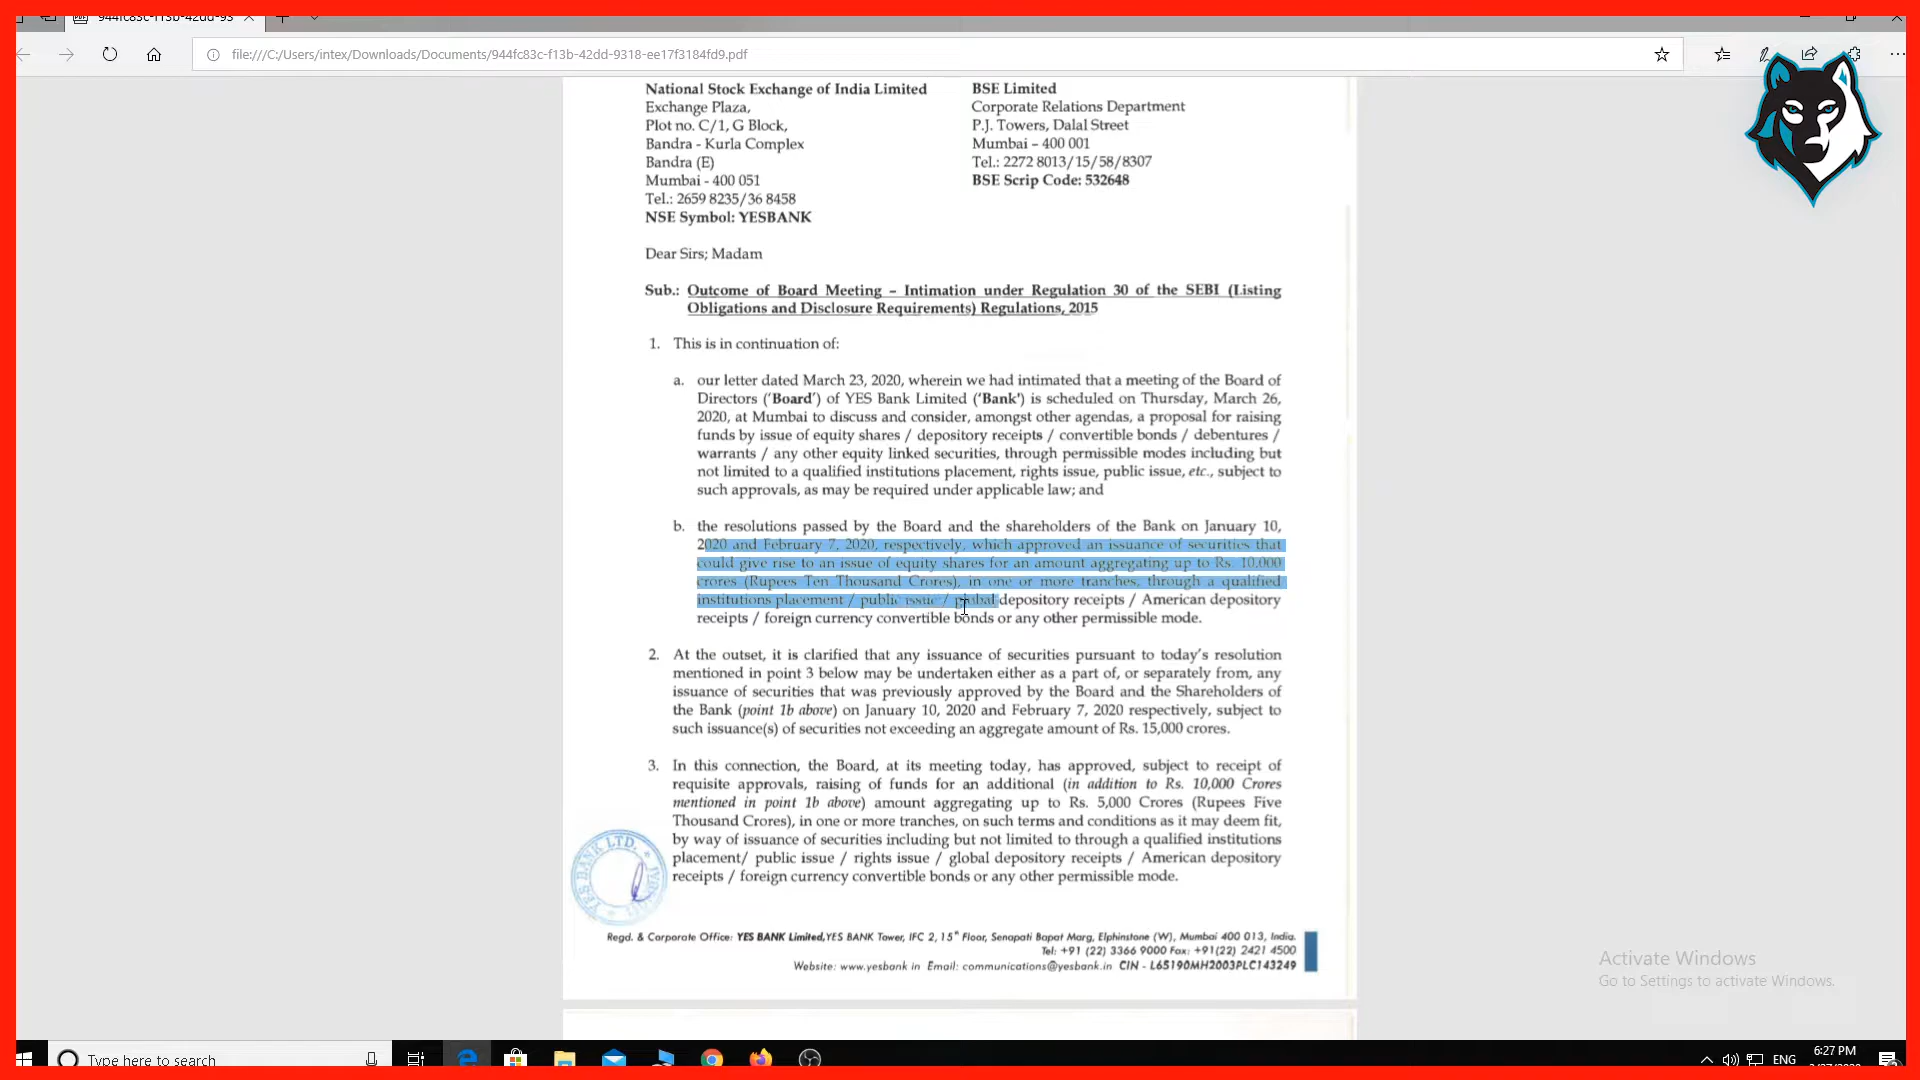 944fc83c-f13b-42dd-93
file:///C:/Users/intex/Downloads/Documents/944fc83c-f13b-42dd-9318-ee17f3184fd9.pdf
National Stock Exchange of India Limited
Exchange Plaza,
Plot no. C/1, G Block,
Bandra - Kurla Complex
Bandra (E)
Mumbai - 400 051
Tel.: 2659 8235/36 8458
NSE Symbol: YESBANK
BSE Limited
Corporate Relations Department
P.J. Towers, Dalal Street
Mumbai – 400 001
Tel.: 2272 8013/15/58/8307
BSE Scrip Code: 532648
Dear Sirs; Madam
Sub.: Outcome of Board Meeting – Intimation under Regulation 30 of the SEBI (Listing
Obligations and Disclosure Requirements) Regulations, 2015
1. This is in continuation of:
a. our letter dated March 23, 2020, wherein we had intimated that a meeting of the Board of
Directors ('Board') of YES Bank Limited ('Bank') is scheduled on Thursday, March 26,
2020, at Mumbai to discuss and consider, amongst other agendas, a proposal for raising
funds by issue of equity shares / depository receipts / convertible bonds / debentures /
warrants / any other equity linked securities, through permissible modes including but
not limited to a qualified institutions placement, rights issue, public issue, etc., subject to
such approvals, as may be required under applicable law; and
b. the resolutions passed by the Board and the shareholders of the Bank on January 10,
2020 and February 7, 2020, respectively, which approved an issuance of securities that
could give rise to an issue of equity shares for an amount aggregating up to Rs. 10,000
crores (Rupees Ten Thousand Crores), in one or more tranches, through a qualified
institutions placement / public issue / global depository receipts / American depository
receipts / foreign currency convertible bonds or any other permissible mode.
2. At the outset, it is clarified that any issuance of securities pursuant to today's resolution
mentioned in point 3 below may be undertaken either as a part of, or separately from, any
issuance of securities that was previously approved by the Board and the Shareholders of
the Bank (point 1b above) on January 10, 2020 and February 7, 2020 respectively, subject to
such issuance(s) of securities not exceeding an aggregate amount of Rs. 15,000 crores.
3. In this connection, the Board, at its meeting today, has approved, subject to receipt of
requisite approvals, raising of funds for an additional (in addition to Rs. 10,000 Crores
mentioned in point 1b above) amount aggregating up to Rs. 5,000 Crores (Rupees Five
Thousand Crores), in one or more tranches, on such terms and conditions as it may deem fit,
by way of issuance of securities including but not limited to through a qualified institutions
placement/ public issue / rights issue / global depository receipts / American depository
receipts / foreign currency convertible bonds or any other permissible mode.
YES BANK LTD.
Regd. & Corporate Office: YES BANK Limited, YES BANK Tower, IFC 2, 15th Floor, Senapati Bapat Marg, Elphinstone (W), Mumbai 400 013, India.
Tel: +91 (22) 3366 9000 Fax: +91(22) 2421 4500
Website: www.yesbank in Email: communications@yesbank.in CIN - L65190MH2003PLC143249
Activate Windows
Go to Settings to activate Windows.
Type here to search
ENG
6:27 PM